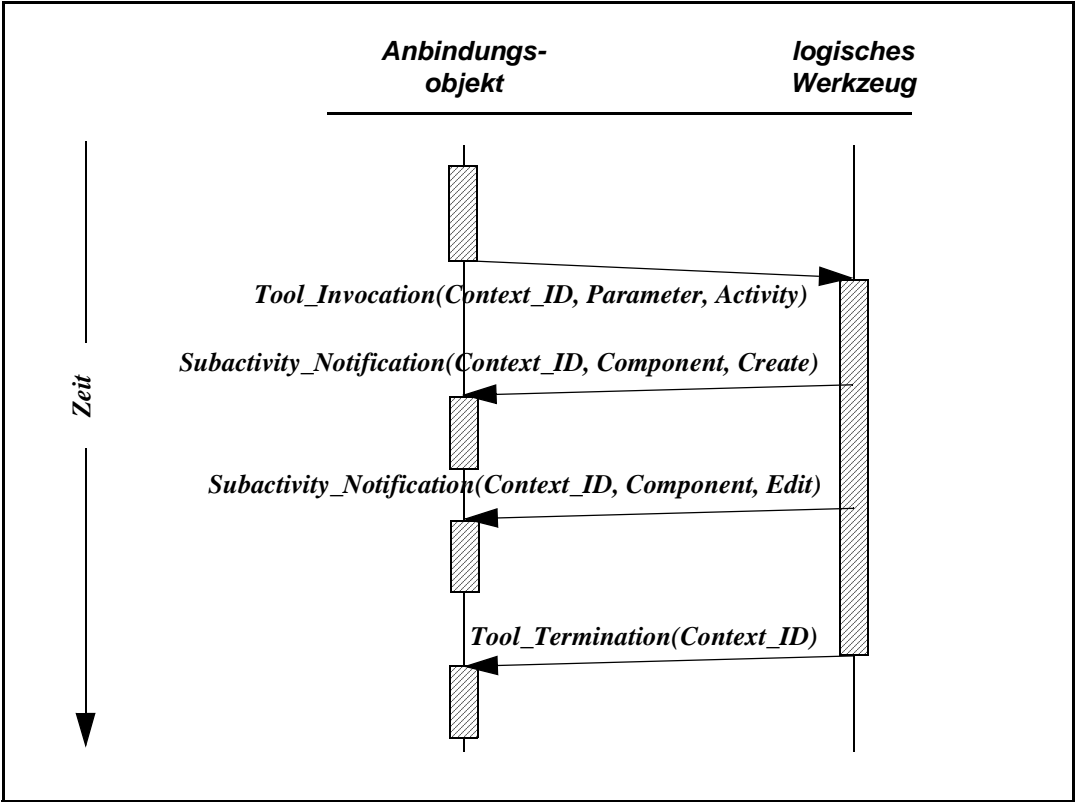 Anbindungs-
objekt
logisches
Werkzeug
Tool_Invocation(Context_ID, Parameter, Activity)
Subactivity_Notification(Context_ID, Component, Create)
Zeit
Subactivity_Notification(Context_ID, Component, Edit)
Tool_Termination(Context_ID)